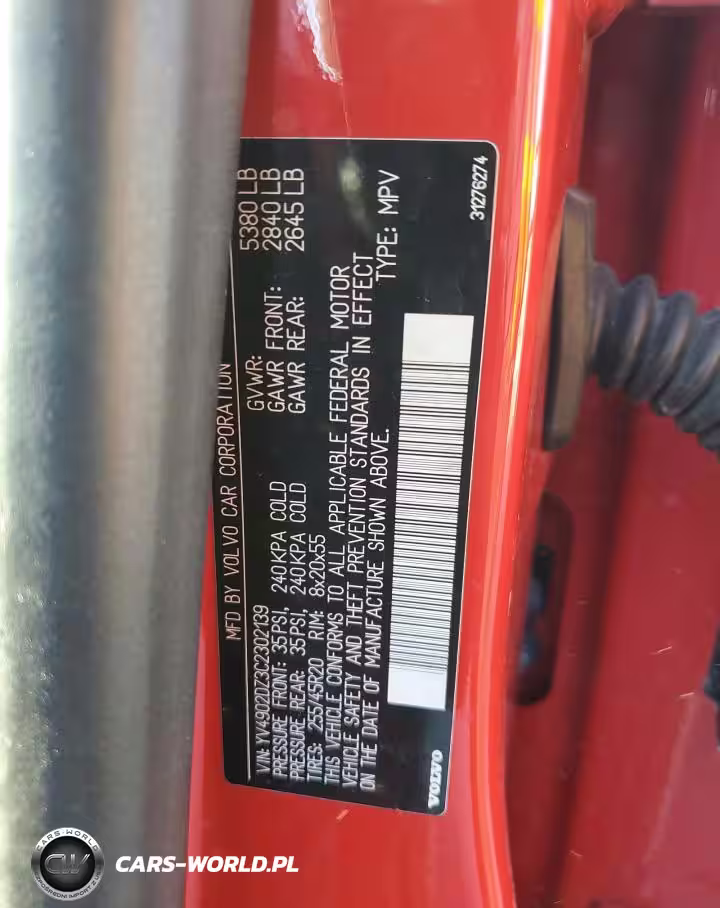 MFD BY VOLVO CAR CORPORATION
GVWR: 5380 LB
GAWR FRONT: 2840 LB
GAWR REAR: 2645 LB
VIN: YV4902DZ3C2302139
PRESSURE FRONT: 35PSI, 240KPA COLD
PRESSURE REAR: 35PSI, 240KPA COLD
TIRES: 255/45R20 RIM: 8x20x55
THIS VEHICLE CONFORMS TO ALL APPLICABLE FEDERAL MOTOR
VEHICLE SAFETY AND THEFT PREVENTION STANDARDS IN EFFECT
ON THE DATE OF MANUFACTURE SHOWN ABOVE.
TYPE: MPV
VOLVO
31276274
CARS-WORLD
CW
CARS-WORLD.PL